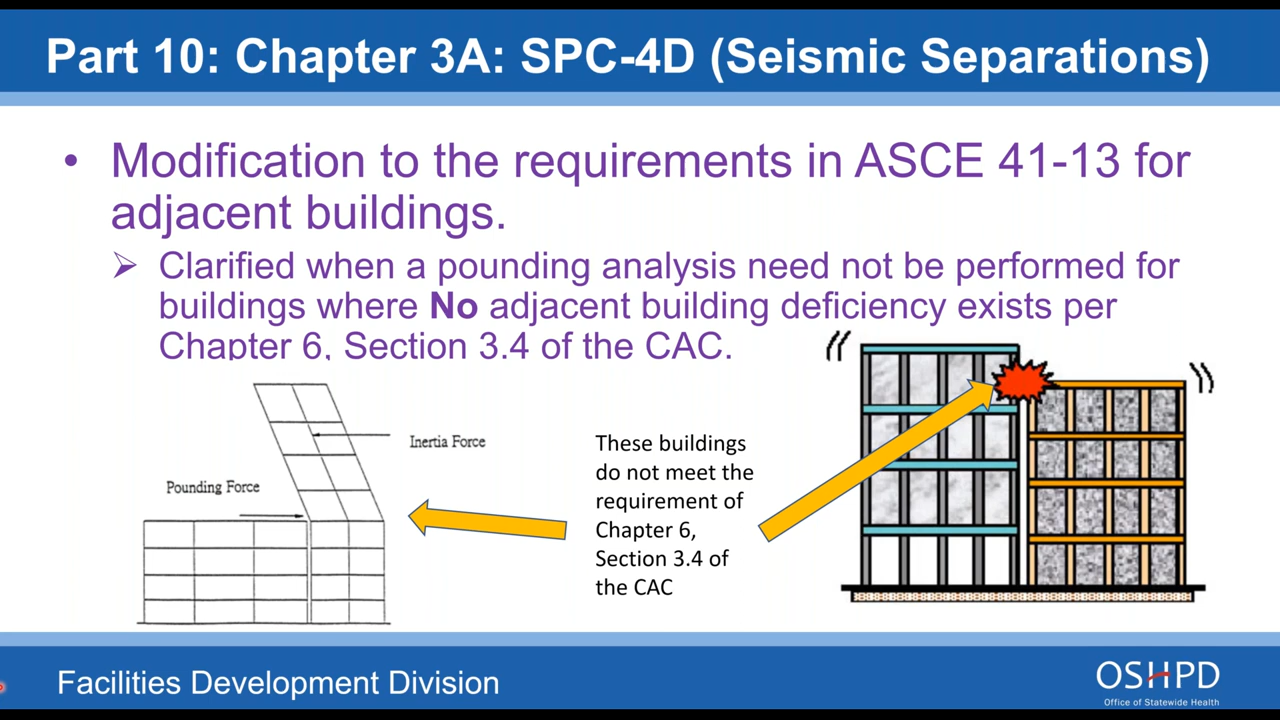 Part 10: Chapter 3A: SPC-4D (Seismic Separations)
• Modification to the requirements in ASCE 41-13 for
adjacent buildings.
➢ Clarified when a pounding analysis need not be performed for
buildings where No adjacent building deficiency exists per
Chapter 6, Section 3.4 of the CAC.
Inertia Force
Pounding Force
These buildings
do not meet the
requirement of
Chapter 6,
Section 3.4 of
the CAC
Facilities Development Division
OSHPD
Office of Statewide Health